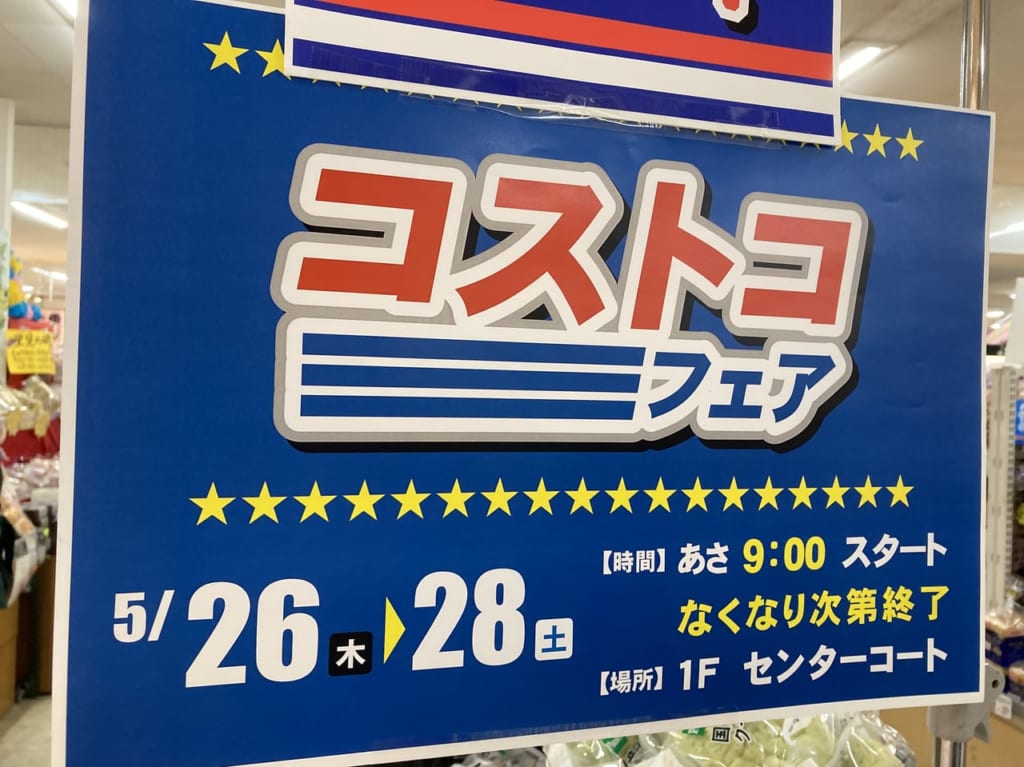 コストコ
フェア
5/26木▶28土
【時間】あさ 9:00 スタート
なくなり次第終了
【場所】1F センターコート